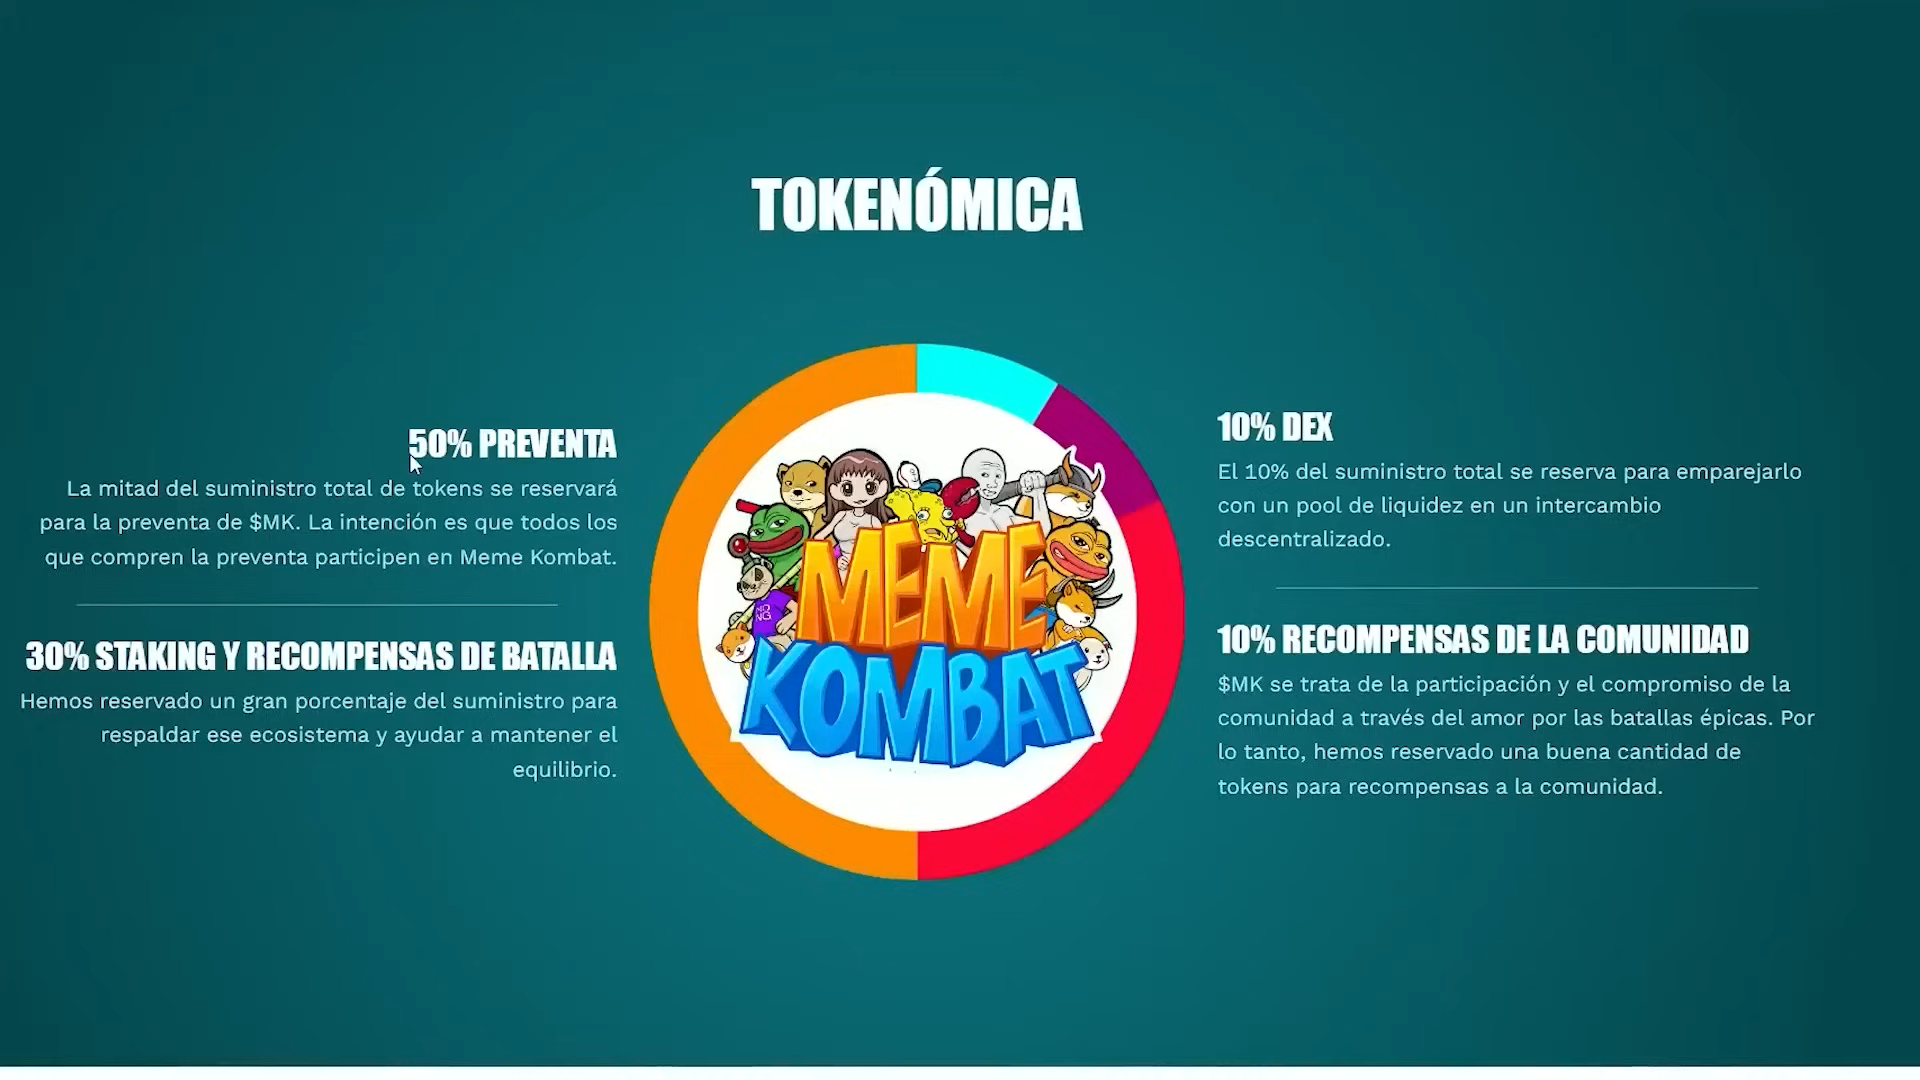 TOKENÓMICA
50% PREVENTA
La mitad del suministro total de tokens se reservará
para la preventa de $MK. La intención es que todos los
que compren la preventa participen en Meme Kombat.
30% STAKING Y RECOMPENSAS DE BATALLA
Hemos reservado un gran porcentaje del suministro para
respaldar ese ecosistema y ayudar a mantener el
equilibrio.
MEME
KOMBAT
10% DEX
El 10% del suministro total se reserva para emparejarlo
con un pool de liquidez en un intercambio
descentralizado.
10% RECOMPENSAS DE LA COMUNIDAD
$MK se trata de la participación y el compromiso de la
comunidad a través del amor por las batallas épicas. Por
lo tanto, hemos reservado una buena cantidad de
tokens para recompensas a la comunidad.